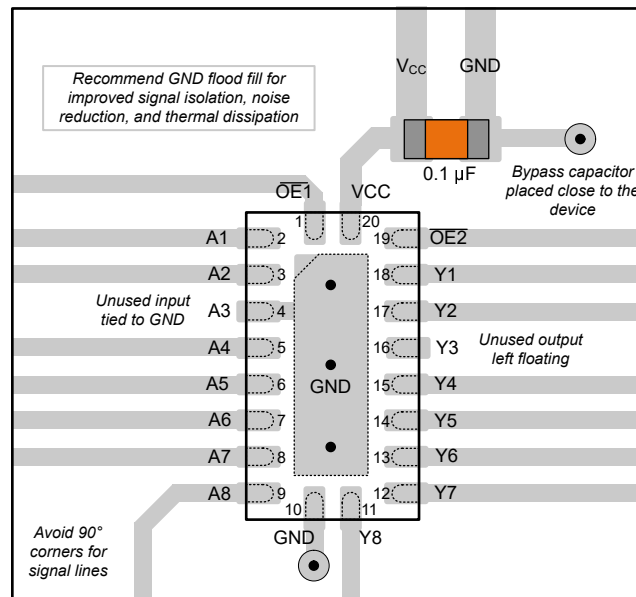 V_CC GND
Recommend GND flood fill for
improved signal isolation, noise
reduction, and thermal dissipation
0.1 µF
Bypass capacitor
placed close to the
device
O̅E̅1̅ VCC
1 20
A1 2 19 O̅E̅2̅
A2 3 18 Y1
Unused input
tied to GND
A3 4 17 Y2
A4 5 16 Y3
Unused output
left floating
A5 6 GND 15 Y4
A6 7 14 Y5
A7 8 13 Y6
A8 9 12 Y7
10 11
GND Y8
Avoid 90°
corners for
signal lines